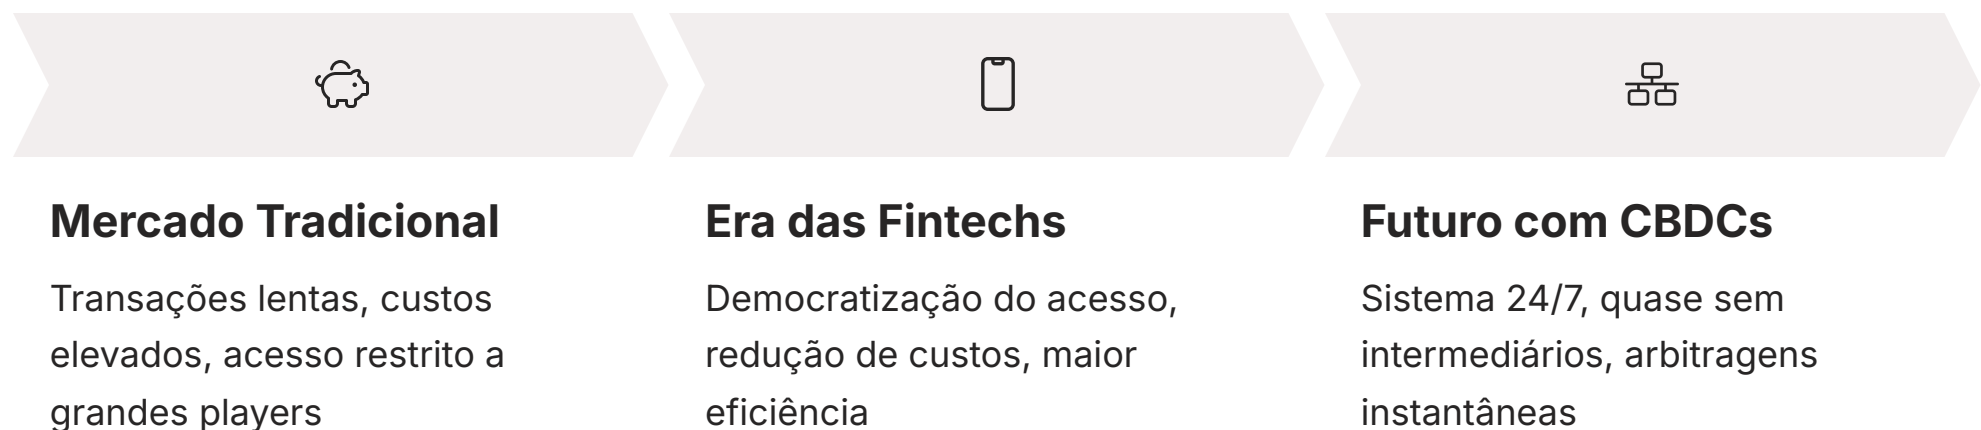 Mercado Tradicional
Transações lentas, custos
elevados, acesso restrito a
grandes players
Era das Fintechs
Democratização do acesso,
redução de custos, maior
eficiência
Futuro com CBDCs
Sistema 24/7, quase sem
intermediários, arbitragens
instantâneas